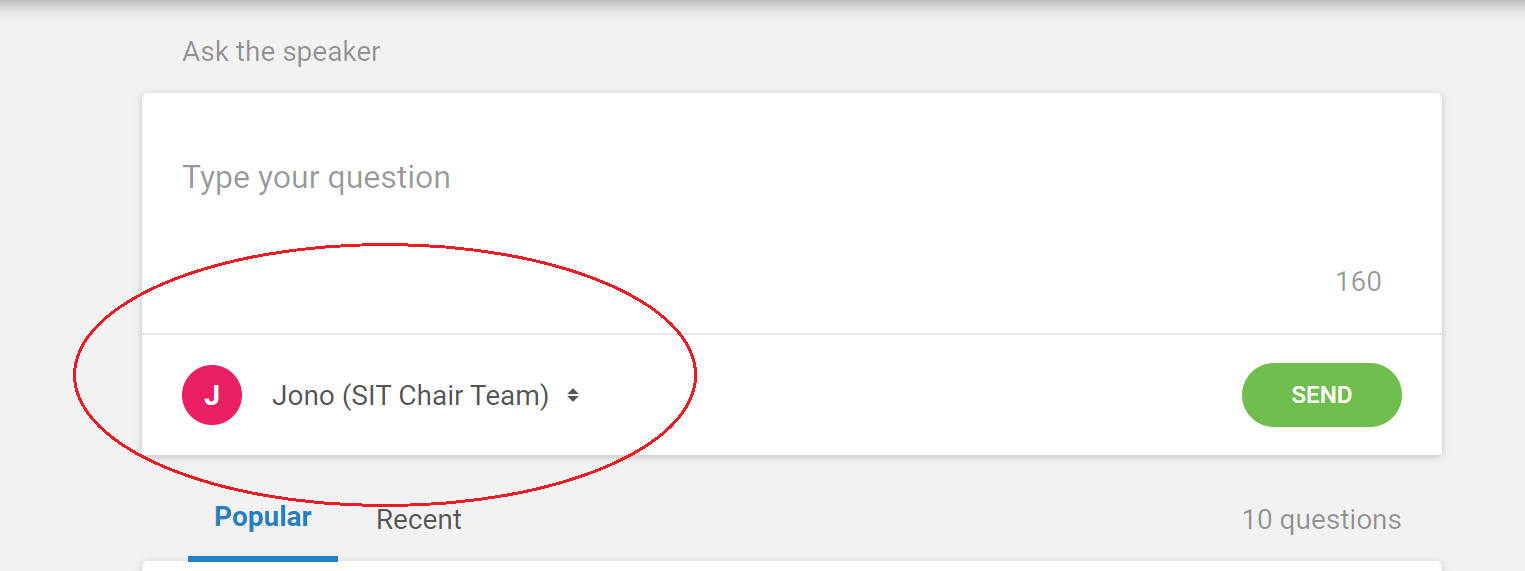 Ask the speaker
Type your question
160
J Jono (SIT Chair Team) SEND
Popular Recent 10 questions